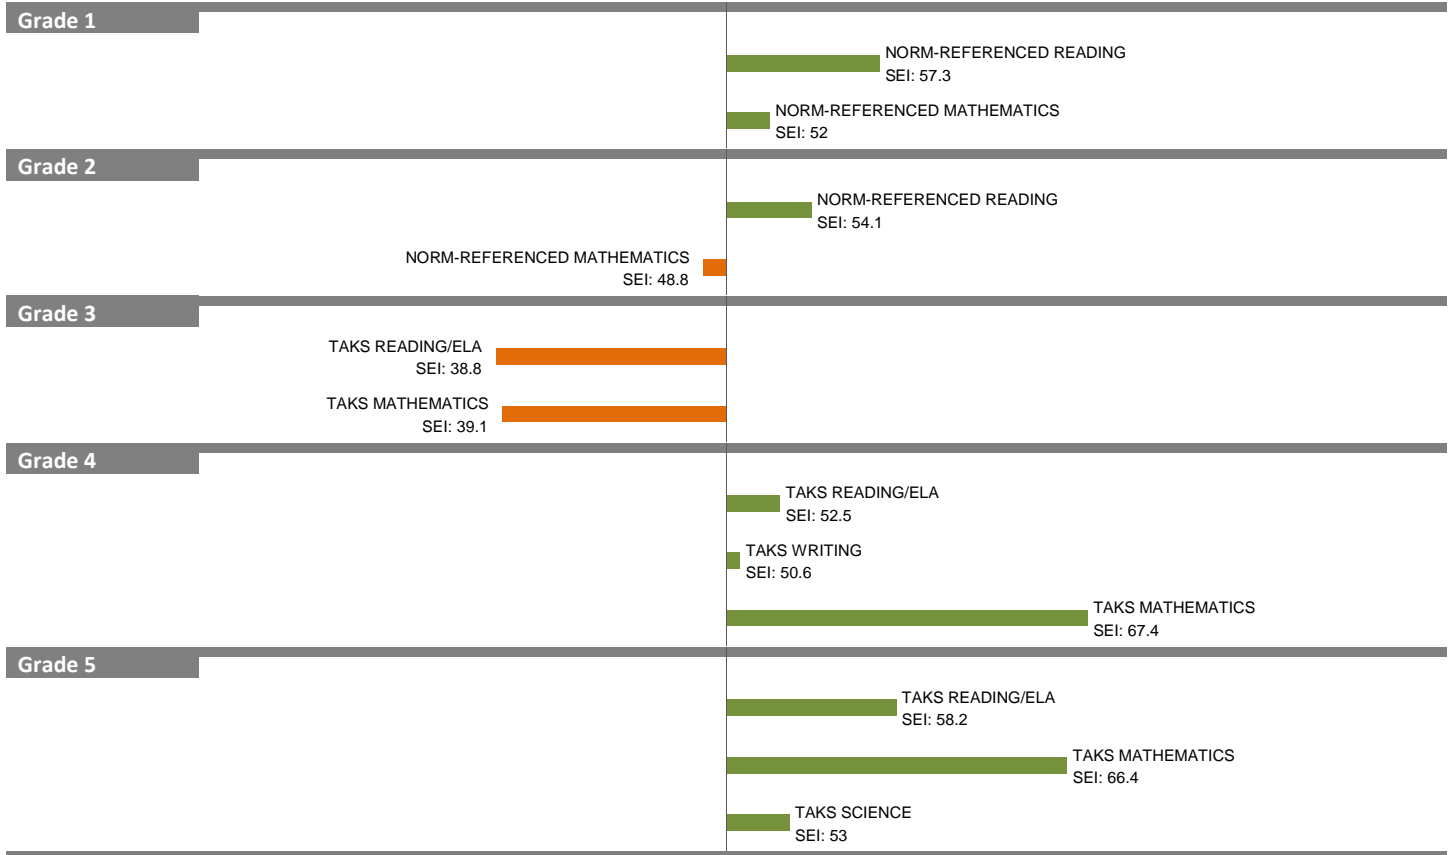 Grade 1
NORM-REFERENCED READING
SEI: 57.3
NORM-REFERENCED MATHEMATICS
SEI: 52
Grade 2
NORM-REFERENCED READING
SEI: 54.1
NORM-REFERENCED MATHEMATICS
SEI: 48.8
Grade 3
TAKS READING/ELA
SEI: 38.8
TAKS MATHEMATICS
SEI: 39.1
Grade 4
TAKS READING/ELA
SEI: 52.5
TAKS WRITING
SEI: 50.6
TAKS MATHEMATICS
SEI: 67.4
Grade 5
TAKS READING/ELA
SEI: 58.2
TAKS MATHEMATICS
SEI: 66.4
TAKS SCIENCE
SEI: 53